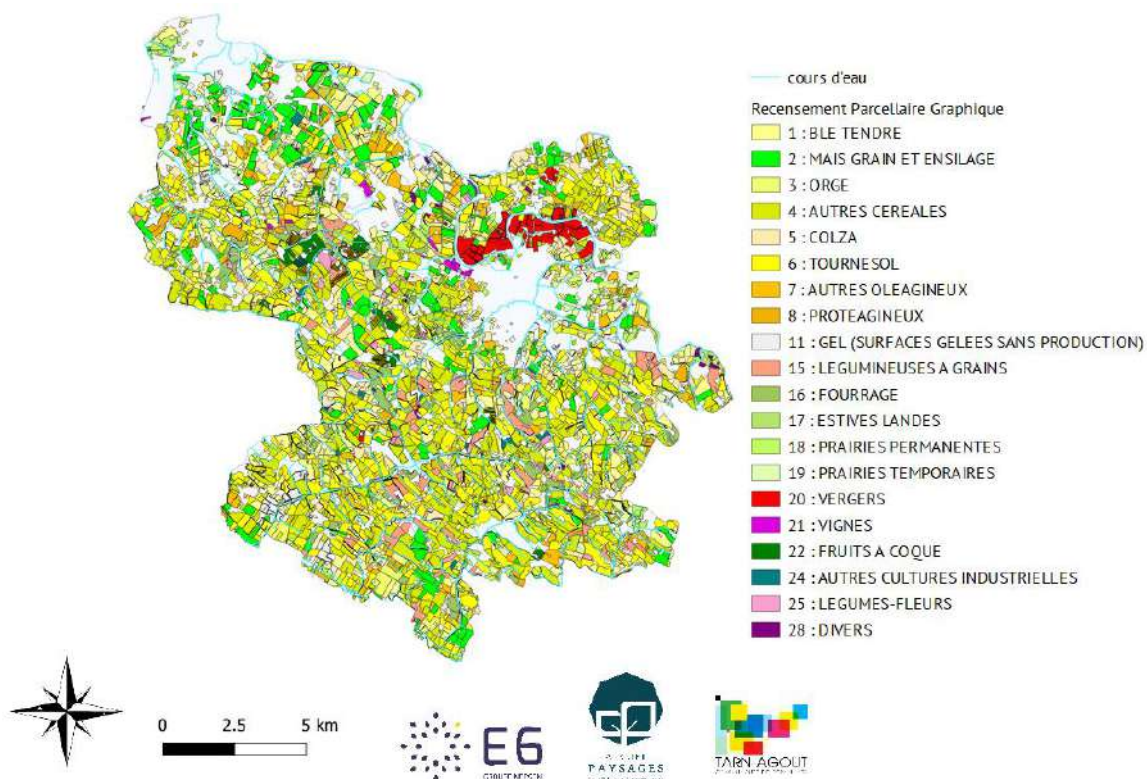 cours d'eau
Recensement Parcellaire Graphique
1 : BLE TENDRE
2 : MAIS GRAIN ET ENSILAGE
3 : ORGE
4 : AUTRES CEREALES
5 : COLZA
6 : TOURNESOL
7 : AUTRES OLEAGINEUX
8 : PROTEAGINEUX
11 : GEL (SURFACES GELEES SANS PRODUCTION)
15 : LEGUMINEUSES A GRAINS
16 : FOURRAGE
17 : ESTIVES LANDES
18 : PRAIRIES PERMANENTES
19 : PRAIRIES TEMPORAIRES
20 : VERGERS
21 : VIGNES
22 : FRUITS A COQUE
24 : AUTRES CULTURES INDUSTRIELLES
25 : LEGUMES-FLEURS
28 : DIVERS
0 2.5 5 km
E6
PAYSAGES
TARN-AGOUT